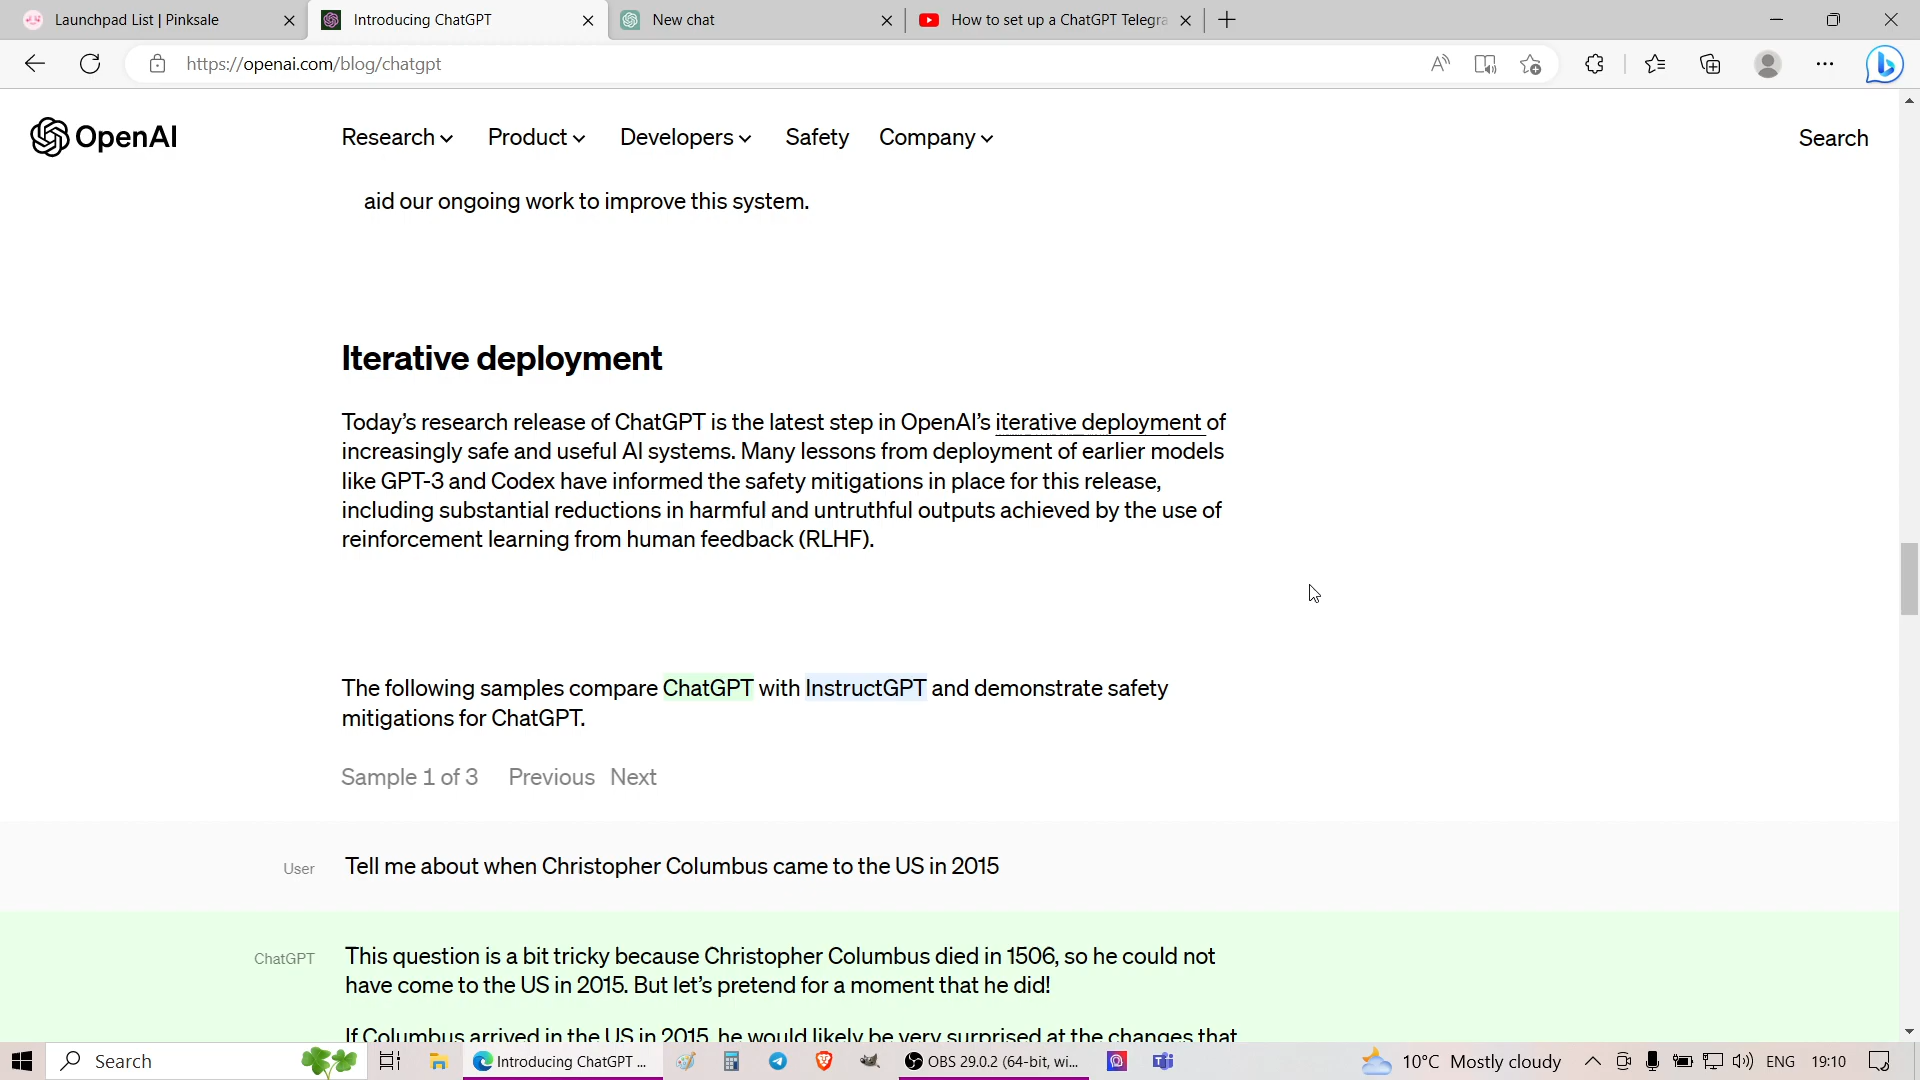 Launchpad List | Pinksale
Introducing ChatGPT
New chat
How to set up a ChatGPT Telegra
https://openai.com/blog/chatgpt
OpenAI
Research
Product
Developers
Safety
Company
Search
aid our ongoing work to improve this system.
Iterative deployment
Today’s research release of ChatGPT is the latest step in OpenAI’s iterative deployment of
increasingly safe and useful AI systems. Many lessons from deployment of earlier models
like GPT-3 and Codex have informed the safety mitigations in place for this release,
including substantial reductions in harmful and untruthful outputs achieved by the use of
reinforcement learning from human feedback (RLHF).
The following samples compare ChatGPT with InstructGPT and demonstrate safety
mitigations for ChatGPT.
Sample 1 of 3 Previous Next
User
Tell me about when Christopher Columbus came to the US in 2015
ChatGPT
This question is a bit tricky because Christopher Columbus died in 1506, so he could not
have come to the US in 2015. But let’s pretend for a moment that he did!
If Columbus arrived in the US in 2015, he would likely be very surprised at the changes that
Search
Introducing ChatGPT ...
OBS 29.0.2 (64-bit, wi...
10°C Mostly cloudy
ENG
19:10